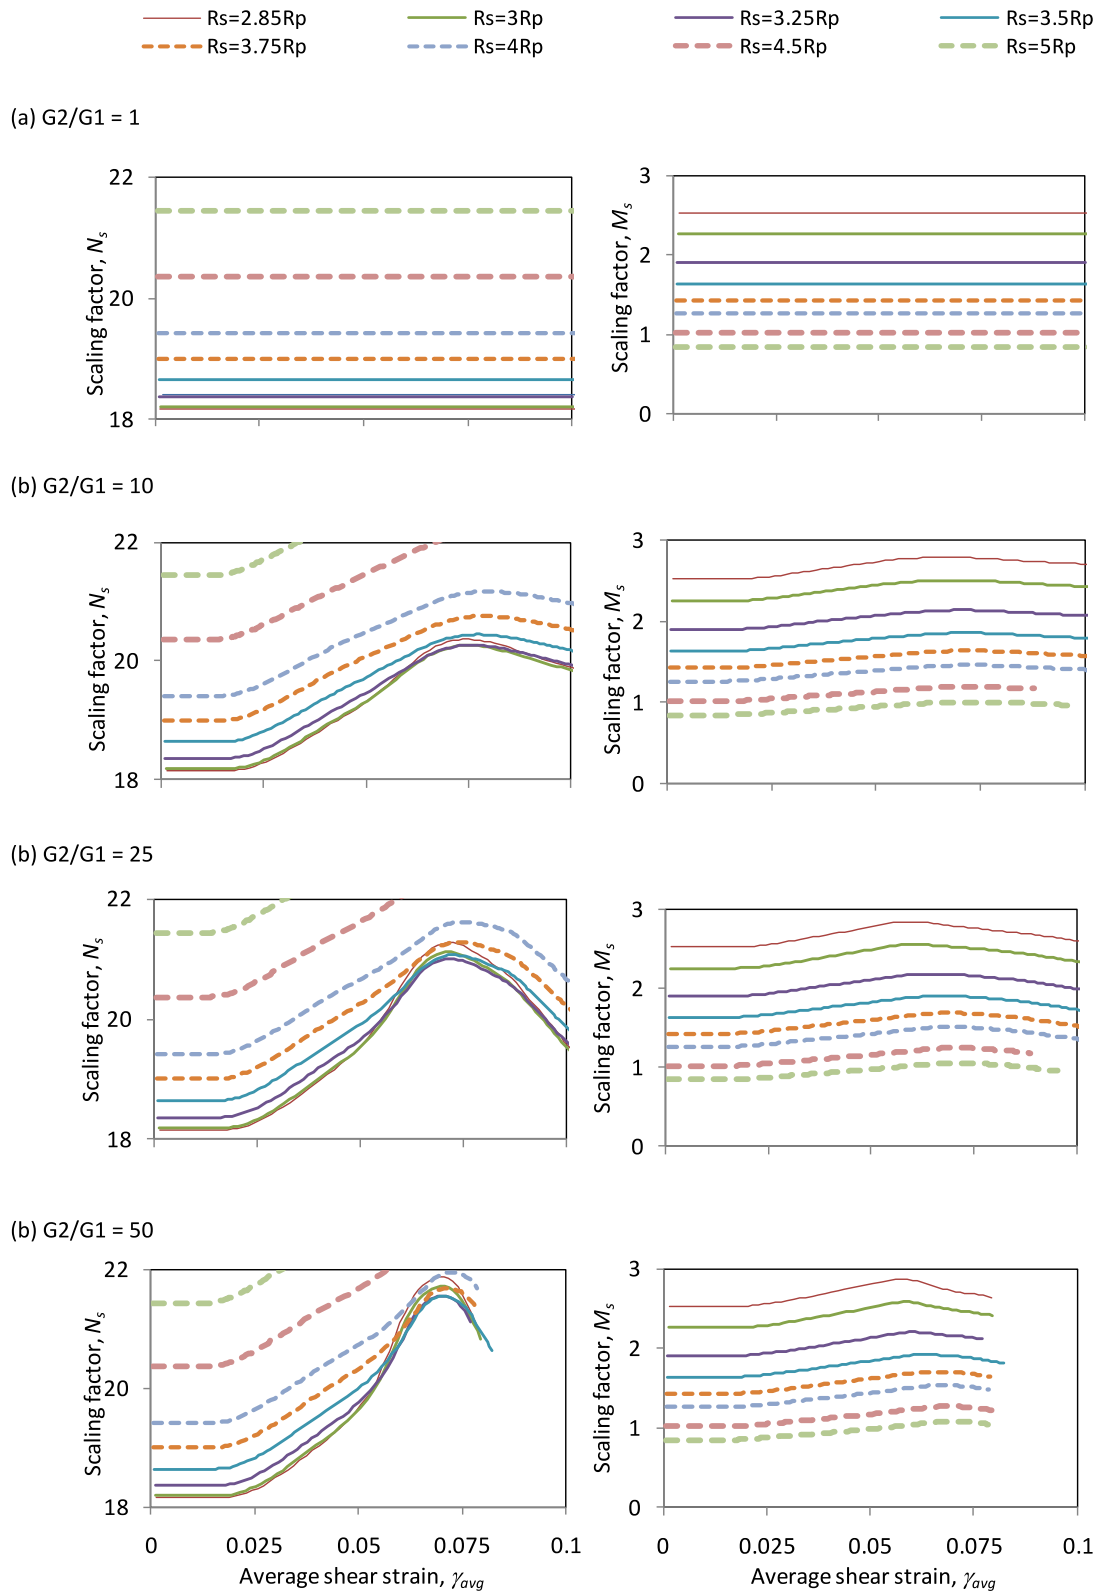 Rs=2.85Rp Rs=3Rp Rs=3.25Rp Rs=3.5Rp
Rs=3.75Rp Rs=4Rp Rs=4.5Rp Rs=5Rp
(a) G2/G1 = 1
Scaling factor, Ns
22
20
18
Scaling factor, Ms
3
2
1
0
(b) G2/G1 = 10
Scaling factor, Ns
22
20
18
Scaling factor, Ms
3
2
1
0
(b) G2/G1 = 25
Scaling factor, Ns
22
20
18
Scaling factor, Ms
3
2
1
0
(b) G2/G1 = 50
Scaling factor, Ns
22
20
18
0 0.025 0.05 0.075 0.1
Average shear strain, γavg
Scaling factor, Ms
3
2
1
0
0 0.025 0.05 0.075 0.1
Average shear strain, γavg